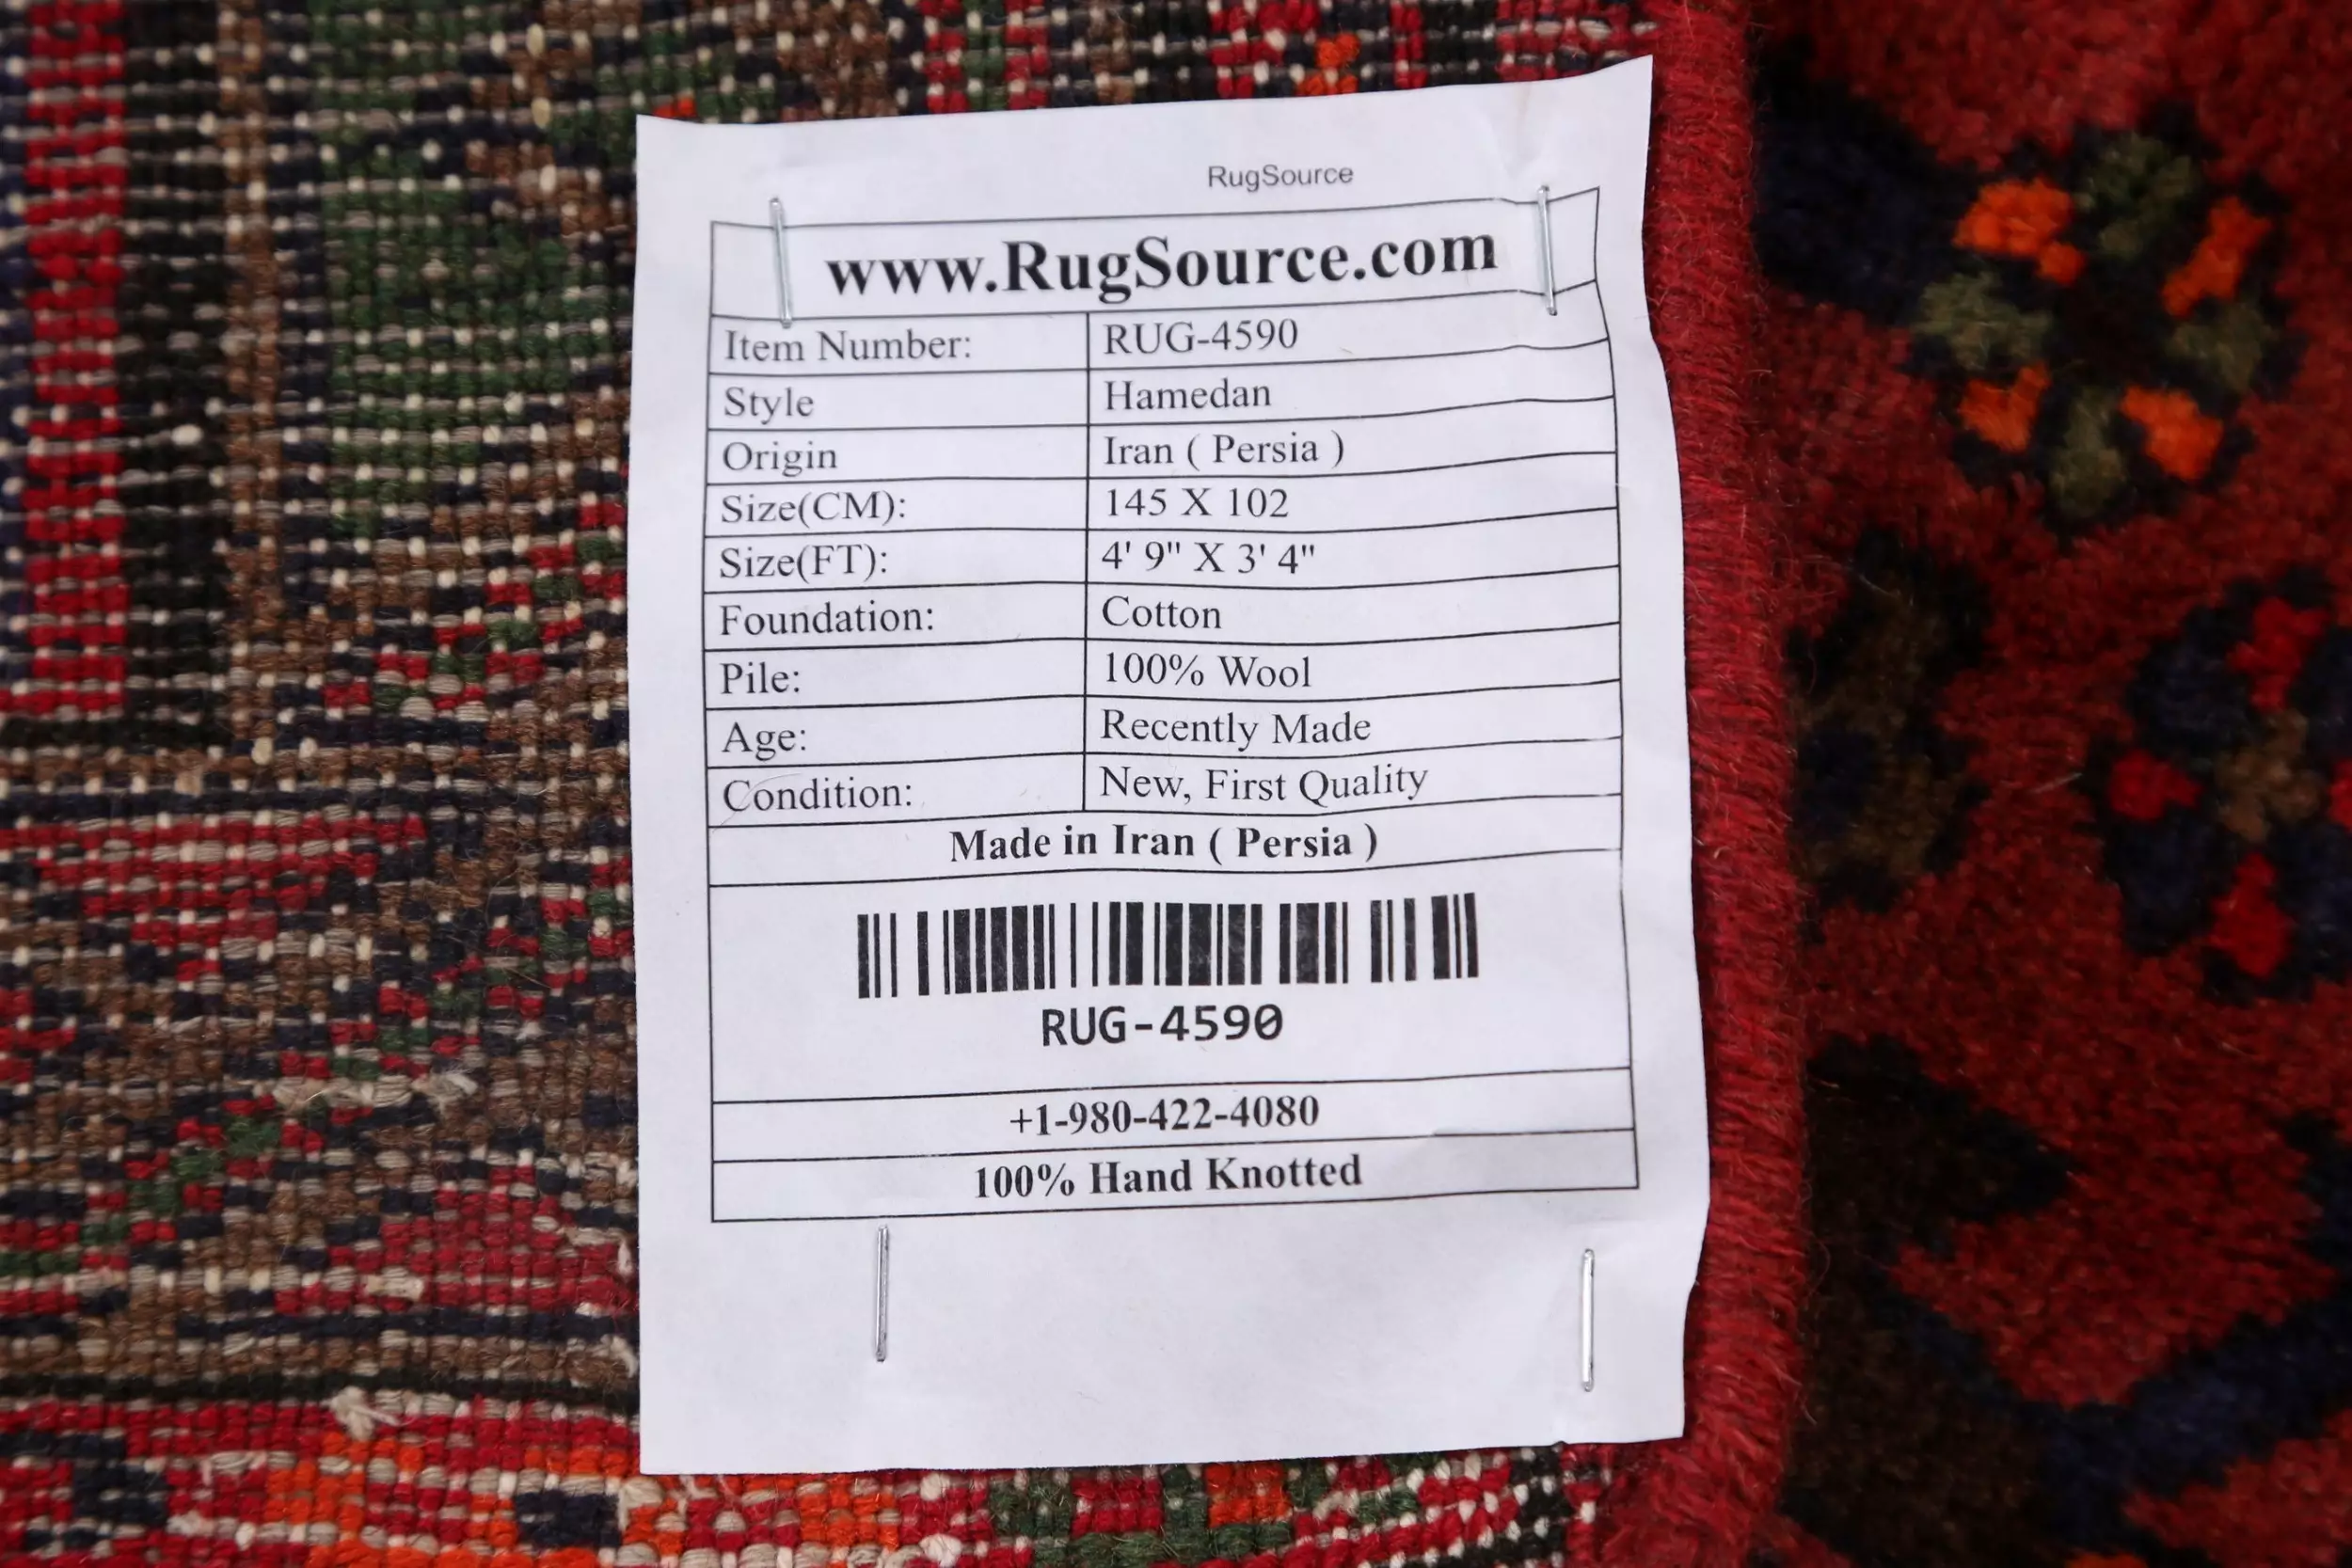 RugSource
www.RugSource.com
Item Number: RUG-4590
Style Hamedan
Origin Iran ( Persia )
Size(CM): 145 X 102
Size(FT): 4' 9" X 3' 4"
Foundation: Cotton
Pile: 100% Wool
Age: Recently Made
Condition: New, First Quality
Made in Iran ( Persia )
RUG-4590
+1-980-422-4080
100% Hand Knotted